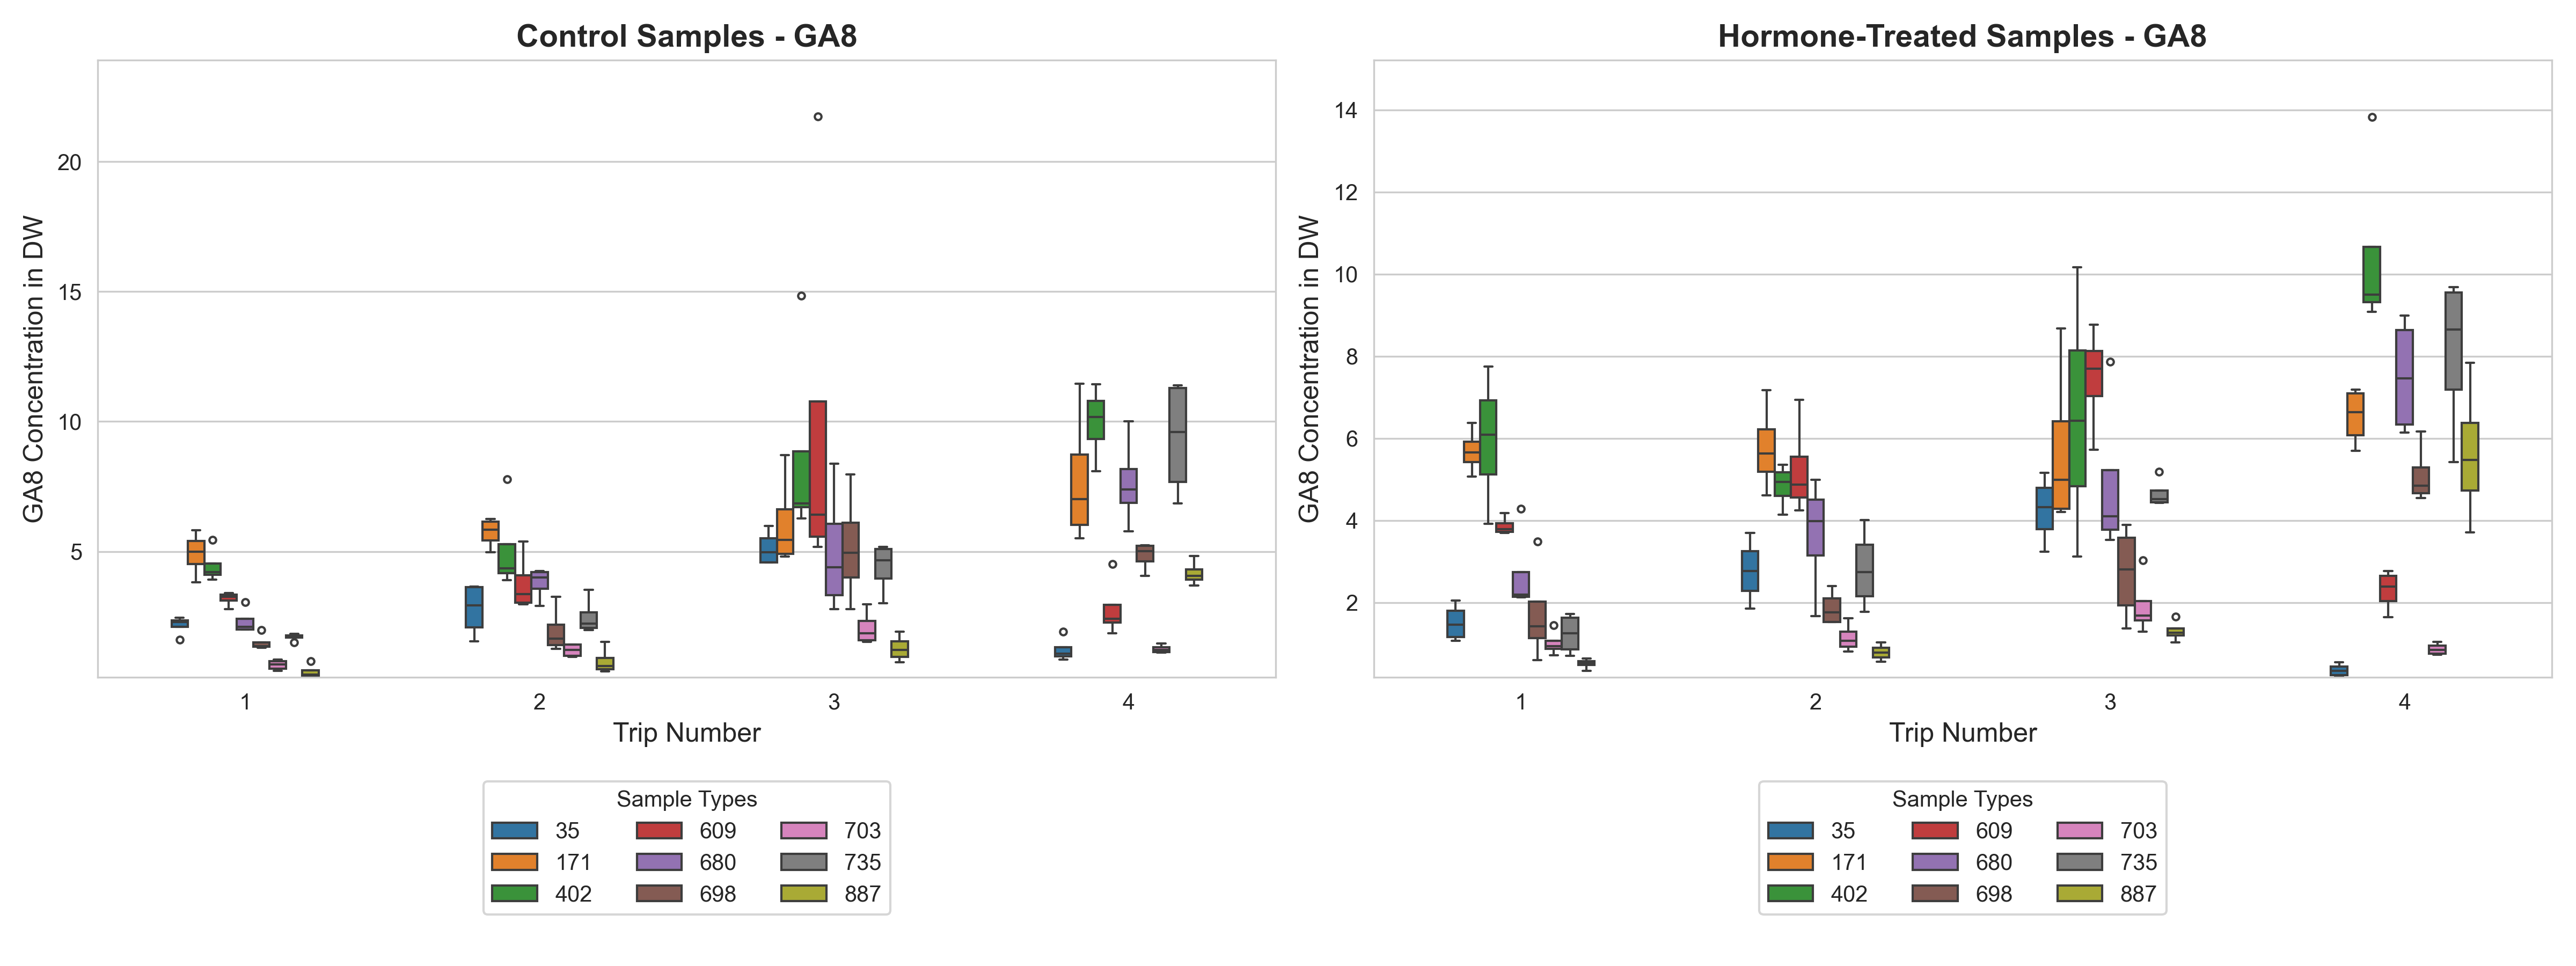 Control Samples - GA8
GA8 Concentration in DW
20
15
10
5
1 2 3 4
Trip Number
Sample Types
35 609 703
171 680 735
402 698 887
Hormone-Treated Samples - GA8
GA8 Concentration in DW
14
12
10
8
6
4
2
1 2 3 4
Trip Number
Sample Types
35 609 703
171 680 735
402 698 887